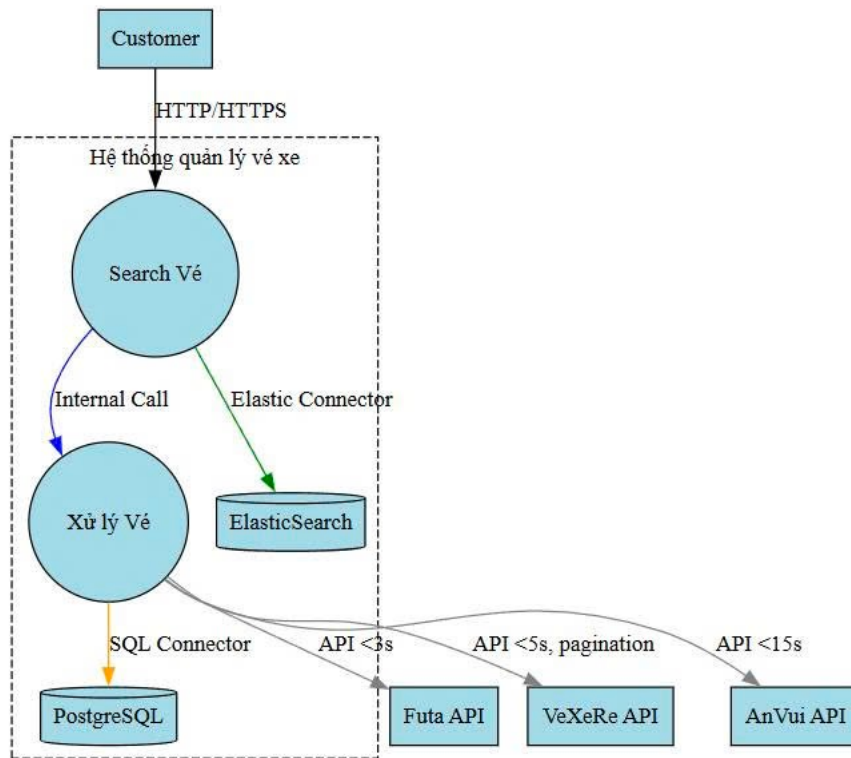 Customer
HTTP/HTTPS
Hệ thống quản lý vé xe
Search Vé
Internal Call
Elastic Connector
Xử lý Vé
ElasticSearch
SQL Connector
API <3s
API <5s, pagination
API <15s
PostgreSQL
Futa API
VeXeRe API
AnVui API